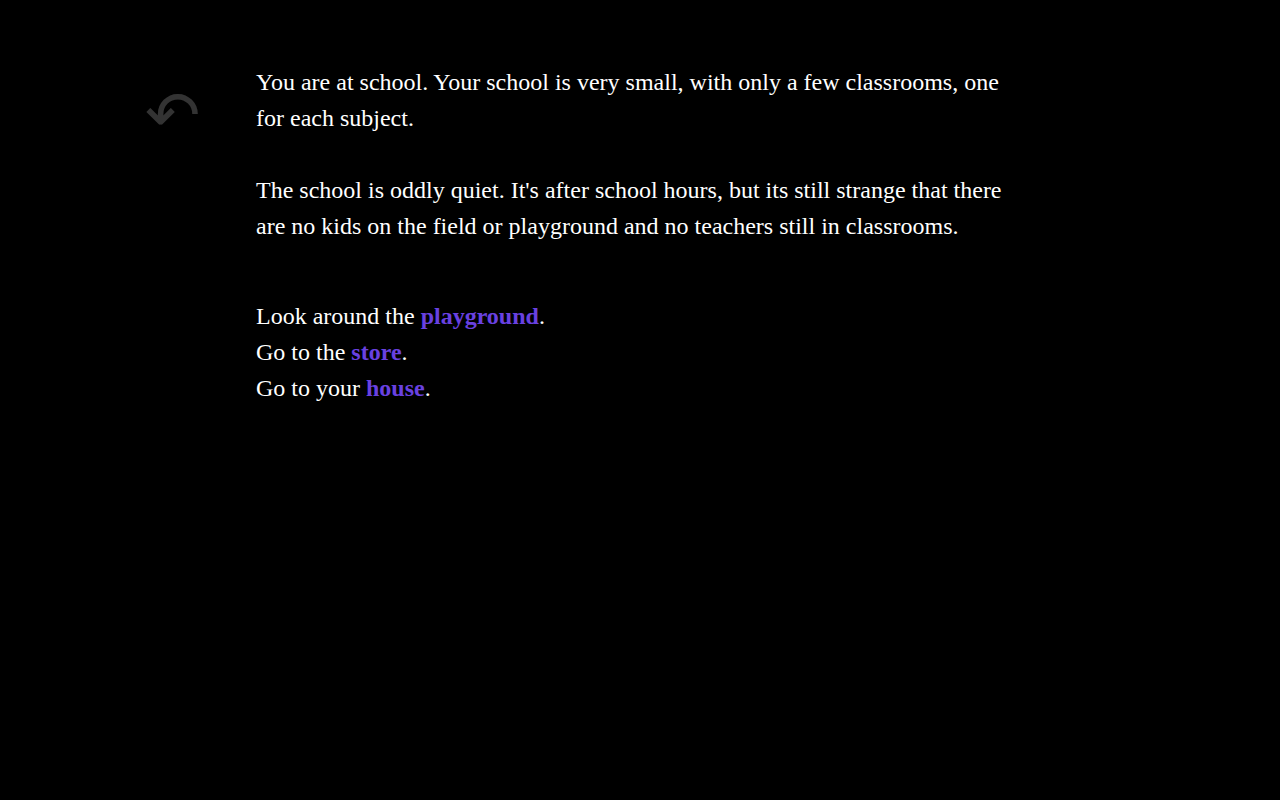 You are at school. Your school is very small, with only a few classrooms, one
for each subject.
The school is oddly quiet. It's after school hours, but its still strange that there
are no kids on the field or playground and no teachers still in classrooms.
Look around the playground.
Go to the store.
Go to your house.